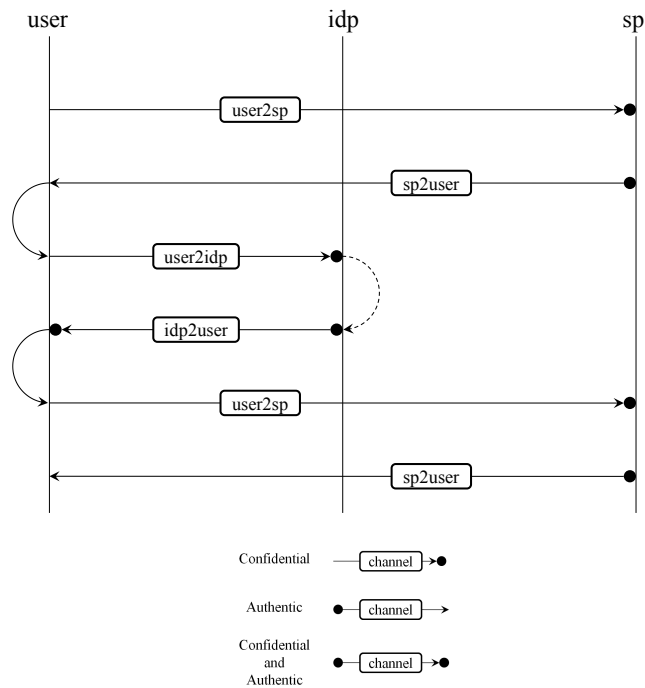 user idp sp
user2sp
sp2user
user2idp
idp2user
user2sp
sp2user
Confidential channel
Authentic channel
Confidential
and channel
Authentic